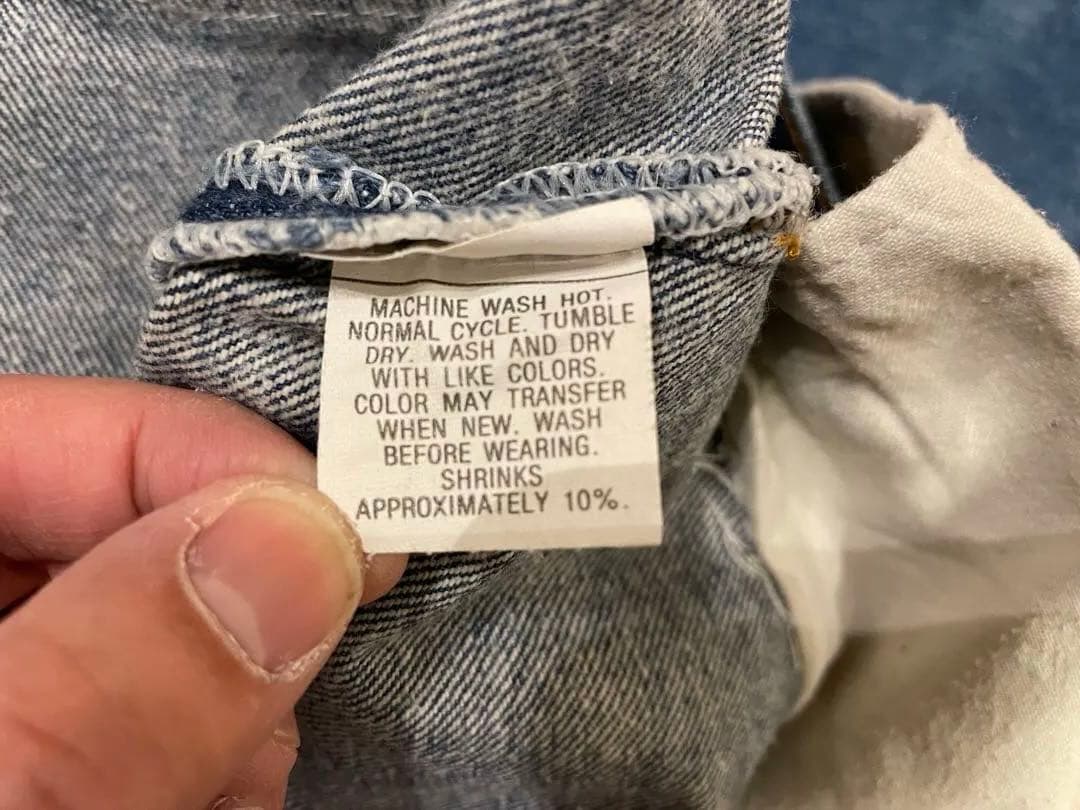 MACHINE WASH HOT.
NORMAL CYCLE. TUMBLE
DRY. WASH AND DRY
WITH LIKE COLORS.
COLOR MAY TRANSFER
WHEN NEW. WASH
BEFORE WEARING.
SHRINKS
APPROXIMATELY 10%.